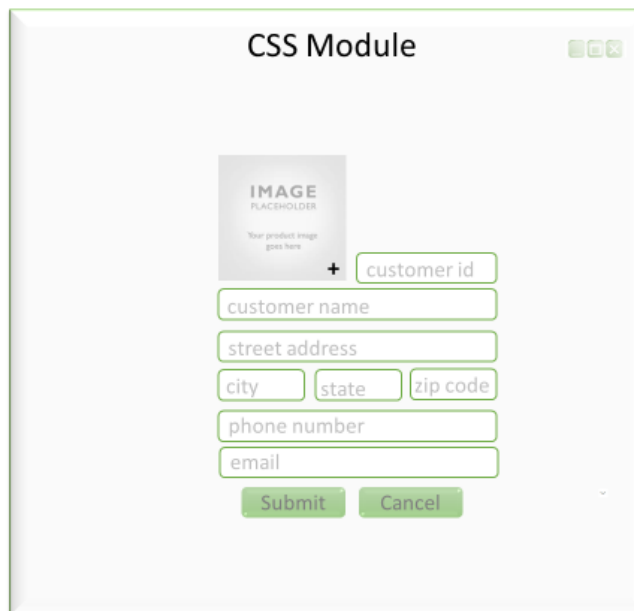 CSS Module
IMAGE
PLACEHOLDER
Your product image
goes here
+
customer id
customer name
street address
city state zip code
phone number
email
Submit Cancel